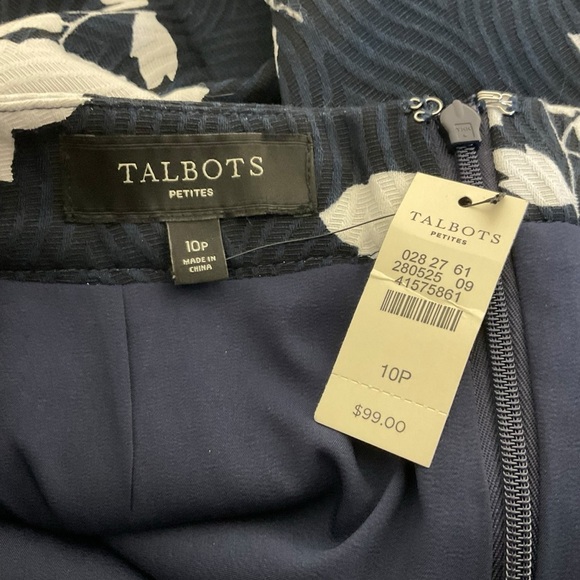 TALBOTS
PETITES
10P
MADE IN
CHINA
TALBOTS
PETITES
028 27 61
280525 09
41575861
10P
$99.00